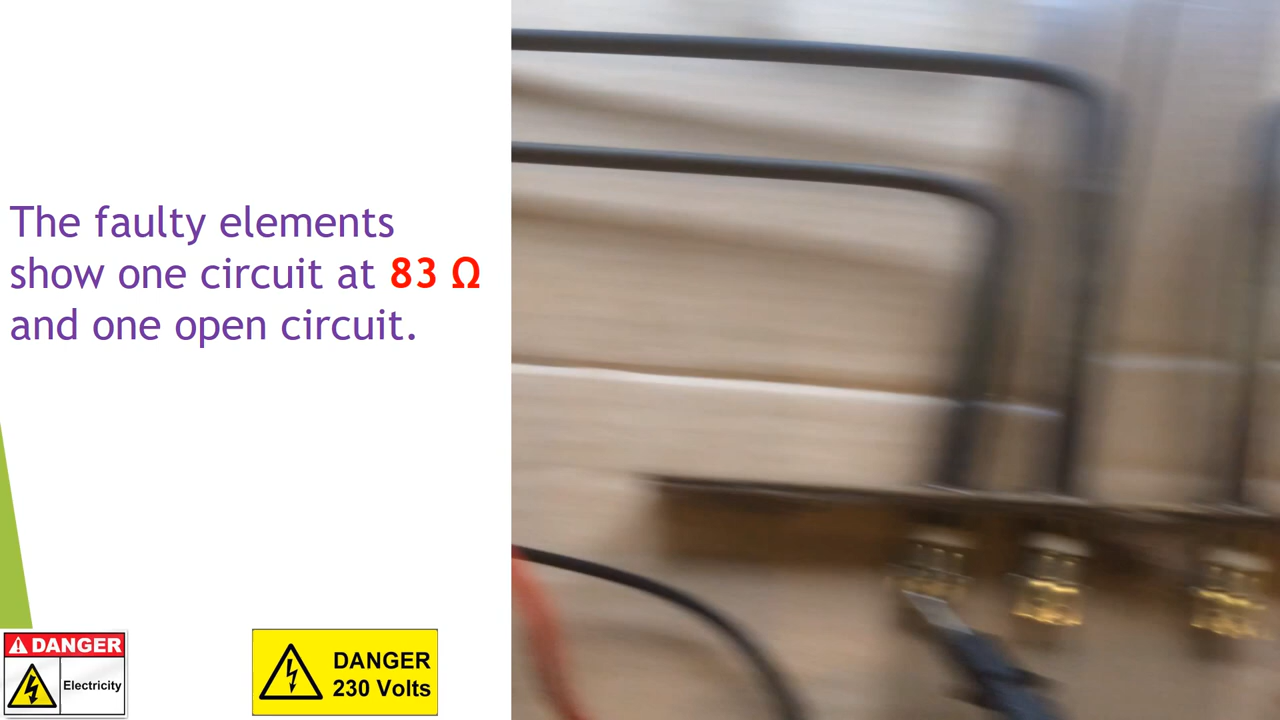 The faulty elements
show one circuit at 83 Ω
and one open circuit.
DANGER
Electricity
DANGER
230 Volts